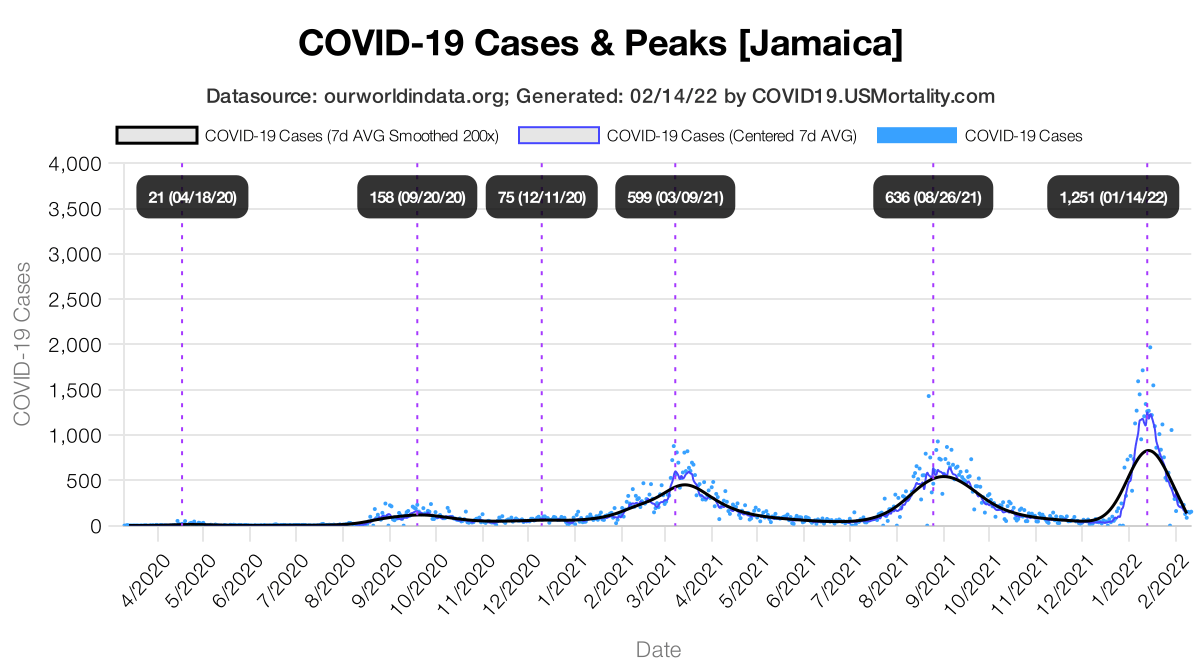 COVID-19 Cases & Peaks [Jamaica]
Datasource: ourworldindata.org; Generated: 02/14/22 by COVID19.USMortality.com
COVID-19 Cases (7d AVG Smoothed 200x) COVID-19 Cases (Centered 7d AVG) COVID-19 Cases
4,000
21 (04/18/20) 158 (09/20/20) 75 (12/11/20) 599 (03/09/21) 636 (08/26/21) 1,251 (01/14/22)
3,500
3,000
2,500
2,000
1,500
1,000
500
0
COVID-19 Cases
4/2020 5/2020 6/2020 7/2020 8/2020 9/2020 10/2020 11/2020 12/2020 1/2021 2/2021 3/2021 4/2021 5/2021 6/2021 7/2021 8/2021 9/2021 10/2021 11/2021 12/2021 1/2022 2/2022
Date